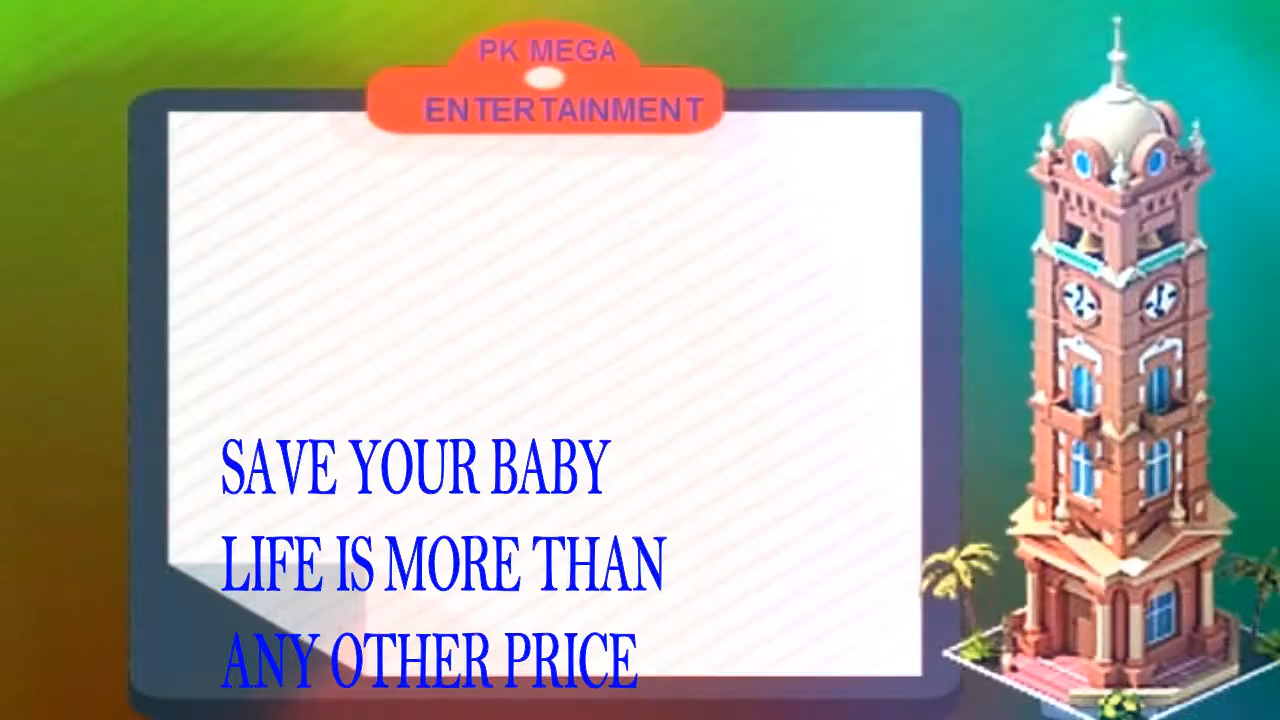 PK MEGA
ENTERTAINMENT
SAVE YOUR BABY
LIFE IS MORE THAN
ANY OTHER PRICE